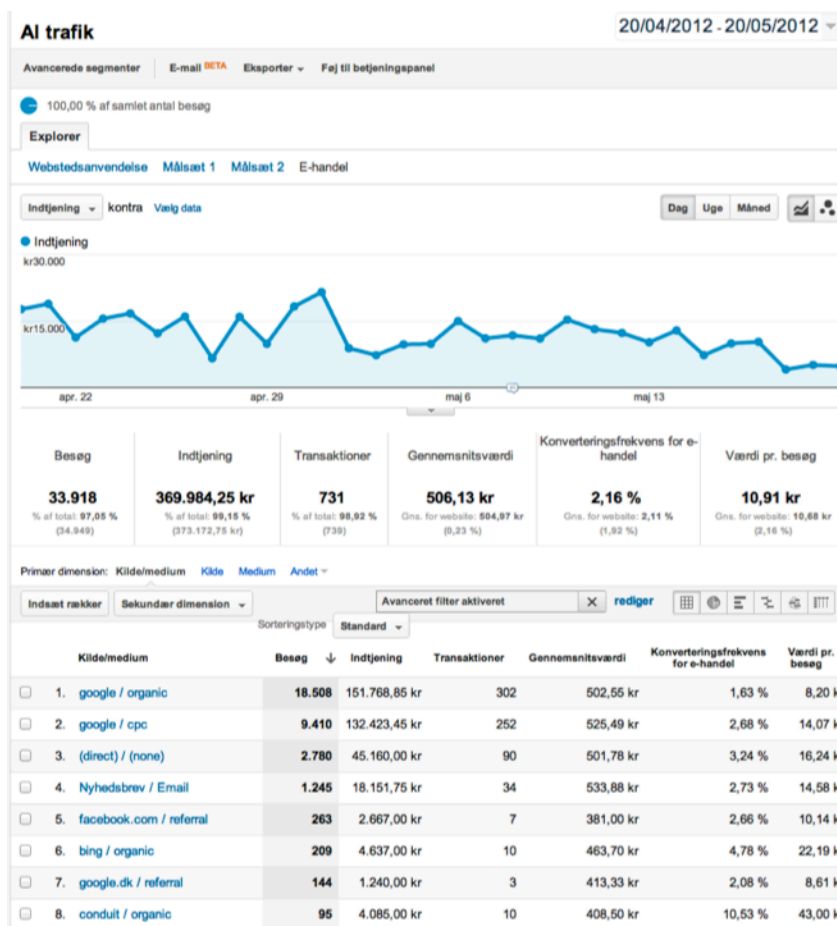 Al trafik
20/04/2012 - 20/05/2012
Avancerede segmenter E-mail BETA Eksporter Føj til betjeningspanel
100,00 % af samlet antal besøg
Explorer
Webstedsanvendelse Målsæt 1 Målsæt 2 E-handel
Indtjening kontra Vælg data Dag Uge Måned
Indtjening
kr30.000
kr15.000
apr. 22 apr. 29 maj 6 maj 13
Besøg Indtjening Transaktioner Gennemsnitsværdi Konverteringsfrekvens for e-handel Værdi pr. besøg
33.918 369.984,25 kr 731 506,13 kr 2,16 % 10,91 kr
% af total: 97,05 % % af total: 99,15 % % af total: 98,92 % Gns. for website: 504,97 kr Gns. for website: 2,11 % Gns. for website: 10,68 kr
(34.949) (373.172,75 kr) (739) (0,23 %) (1,92 %) (2,16 %)
Primær dimension: Kilde/medium Kilde Medium Andet
Indsæt rækker Sekundær dimension Avanceret filter aktiveret rediger
Sorteringstype Standard
Kilde/medium Besøg Indtjening Transaktioner Gennemsnitsværdi Konverteringsfrekvens for e-handel Værdi pr. besøg
1. google / organic 18.508 151.768,85 kr 302 502,55 kr 1,63 % 8,20 k
2. google / cpc 9.410 132.423,45 kr 252 525,49 kr 2,68 % 14,07 k
3. (direct) / (none) 2.780 45.160,00 kr 90 501,78 kr 3,24 % 16,24 k
4. Nyhedsbrev / Email 1.245 18.151,75 kr 34 533,88 kr 2,73 % 14,58 k
5. facebook.com / referral 263 2.667,00 kr 7 381,00 kr 2,66 % 10,14 k
6. bing / organic 209 4.637,00 kr 10 463,70 kr 4,78 % 22,19 k
7. google.dk / referral 144 1.240,00 kr 3 413,33 kr 2,08 % 8,61 k
8. conduit / organic 95 4.085,00 kr 10 408,50 kr 10,53 % 43,00 k